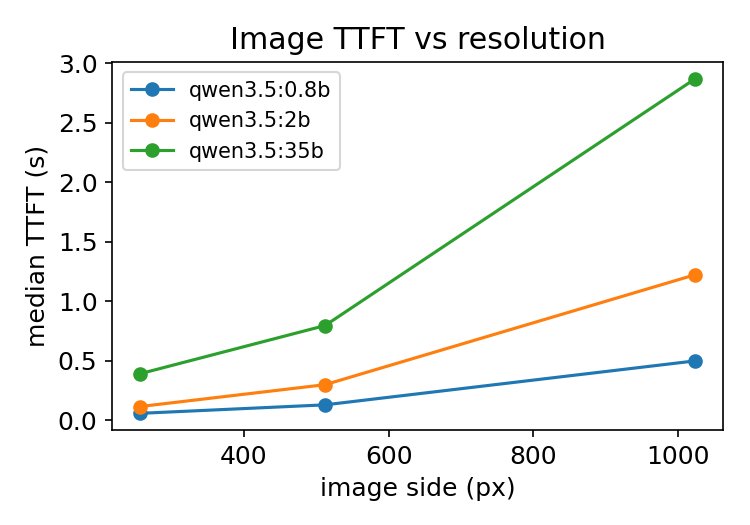 Image TTFT vs resolution
qwen3.5:0.8b
qwen3.5:2b
qwen3.5:35b
median TTFT (s)
3.0
2.5
2.0
1.5
1.0
0.5
0.0
400 600 800 1000
image side (px)